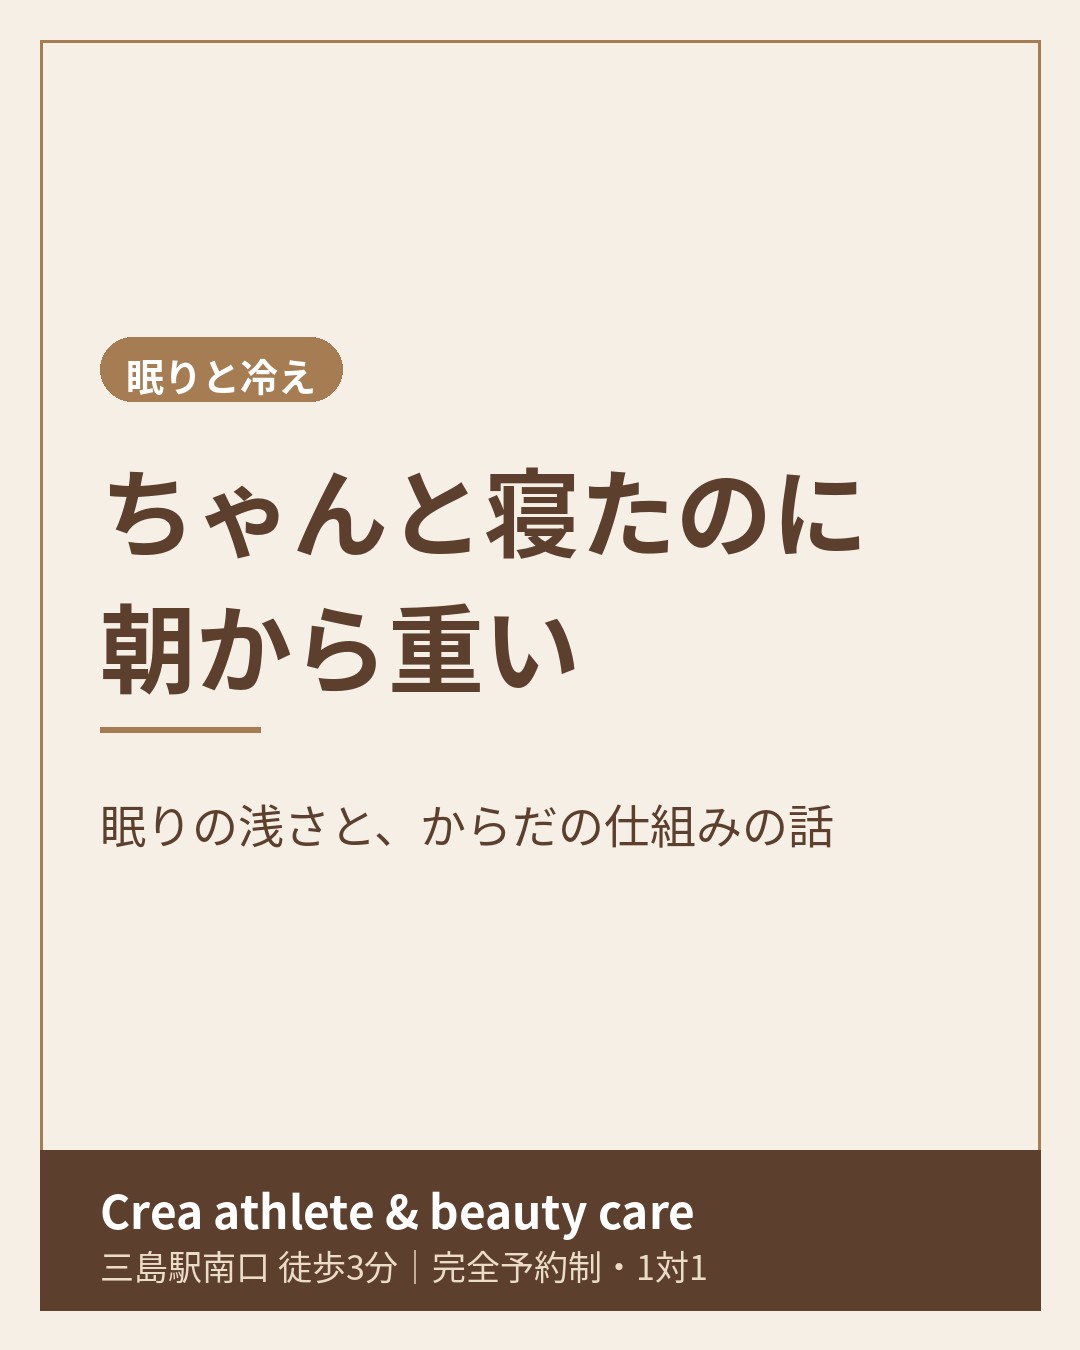 眠りと冷え
ちゃんと寝たのに
朝から重い
眠りの浅さと、からだの仕組みの話
Crea athlete & beauty care
三島駅南口 徒歩3分｜完全予約制・1対1